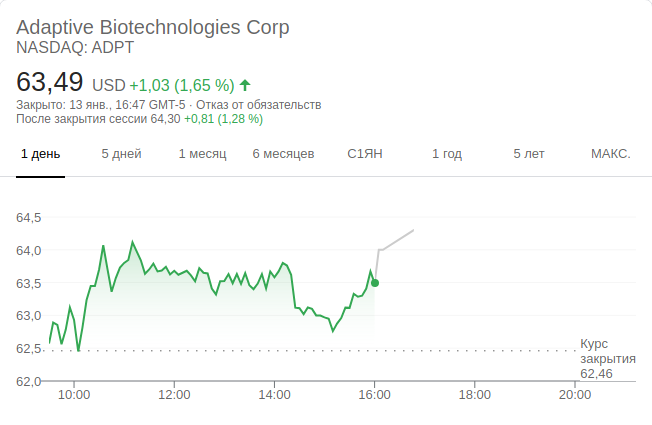 Adaptive Biotechnologies Corp
NASDAQ: ADPT
63,49 USD +1,03 (1,65 %)
Закрыто: 13 янв., 16:47 GMT-5 · Отказ от обязательств
После закрытия сессии 64,30 +0,81 (1,28 %)
1 день 5 дней 1 месяц 6 месяцев С1ЯН 1 год 5 лет МАКС.
64,5
64,0
63,5
63,0
62,5
62,0
Курс
закрытия
62,46
10:00 12:00 14:00 16:00 18:00 20:00